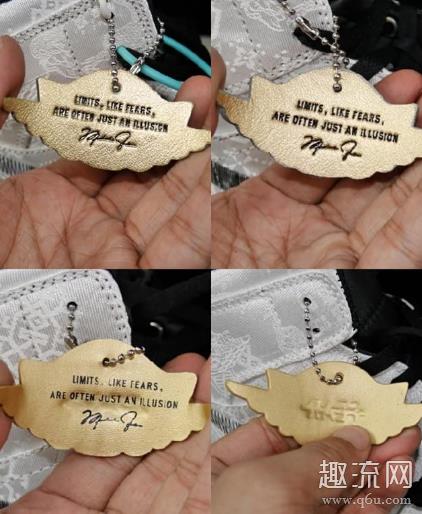 LIMITS, LIKE FEARS,
ARE OFTEN JUST AN ILLUSION
LIMITS, LIKE FEARS,
ARE OFTEN JUST AN ILLUSION
LIMITS, LIKE FEARS,
ARE OFTEN JUST AN ILLUSION
趣流网
www.q6u.com